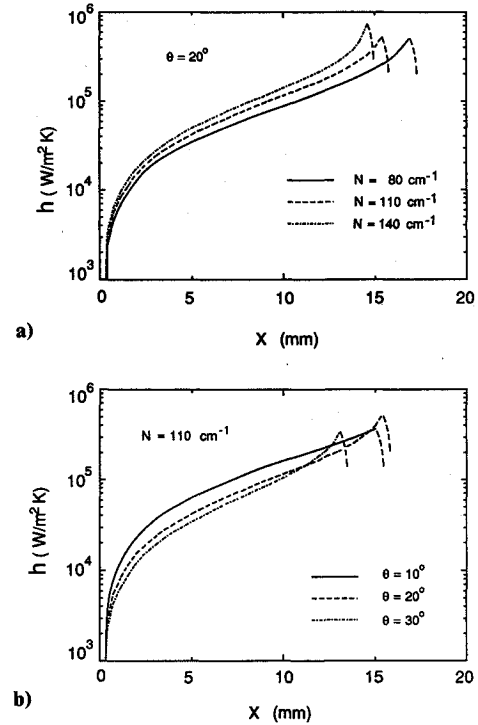 10⁶
θ = 20°
10⁵
h (W/m² K)
10⁴
N = 80 cm⁻¹
N = 110 cm⁻¹
N = 140 cm⁻¹
10³
0 5 10 15 20
a)
X (mm)
10⁶
N = 110 cm⁻¹
10⁵
h (W/m² K)
10⁴
θ = 10°
θ = 20°
θ = 30°
10³
0 5 10 15 20
b)
X (mm)